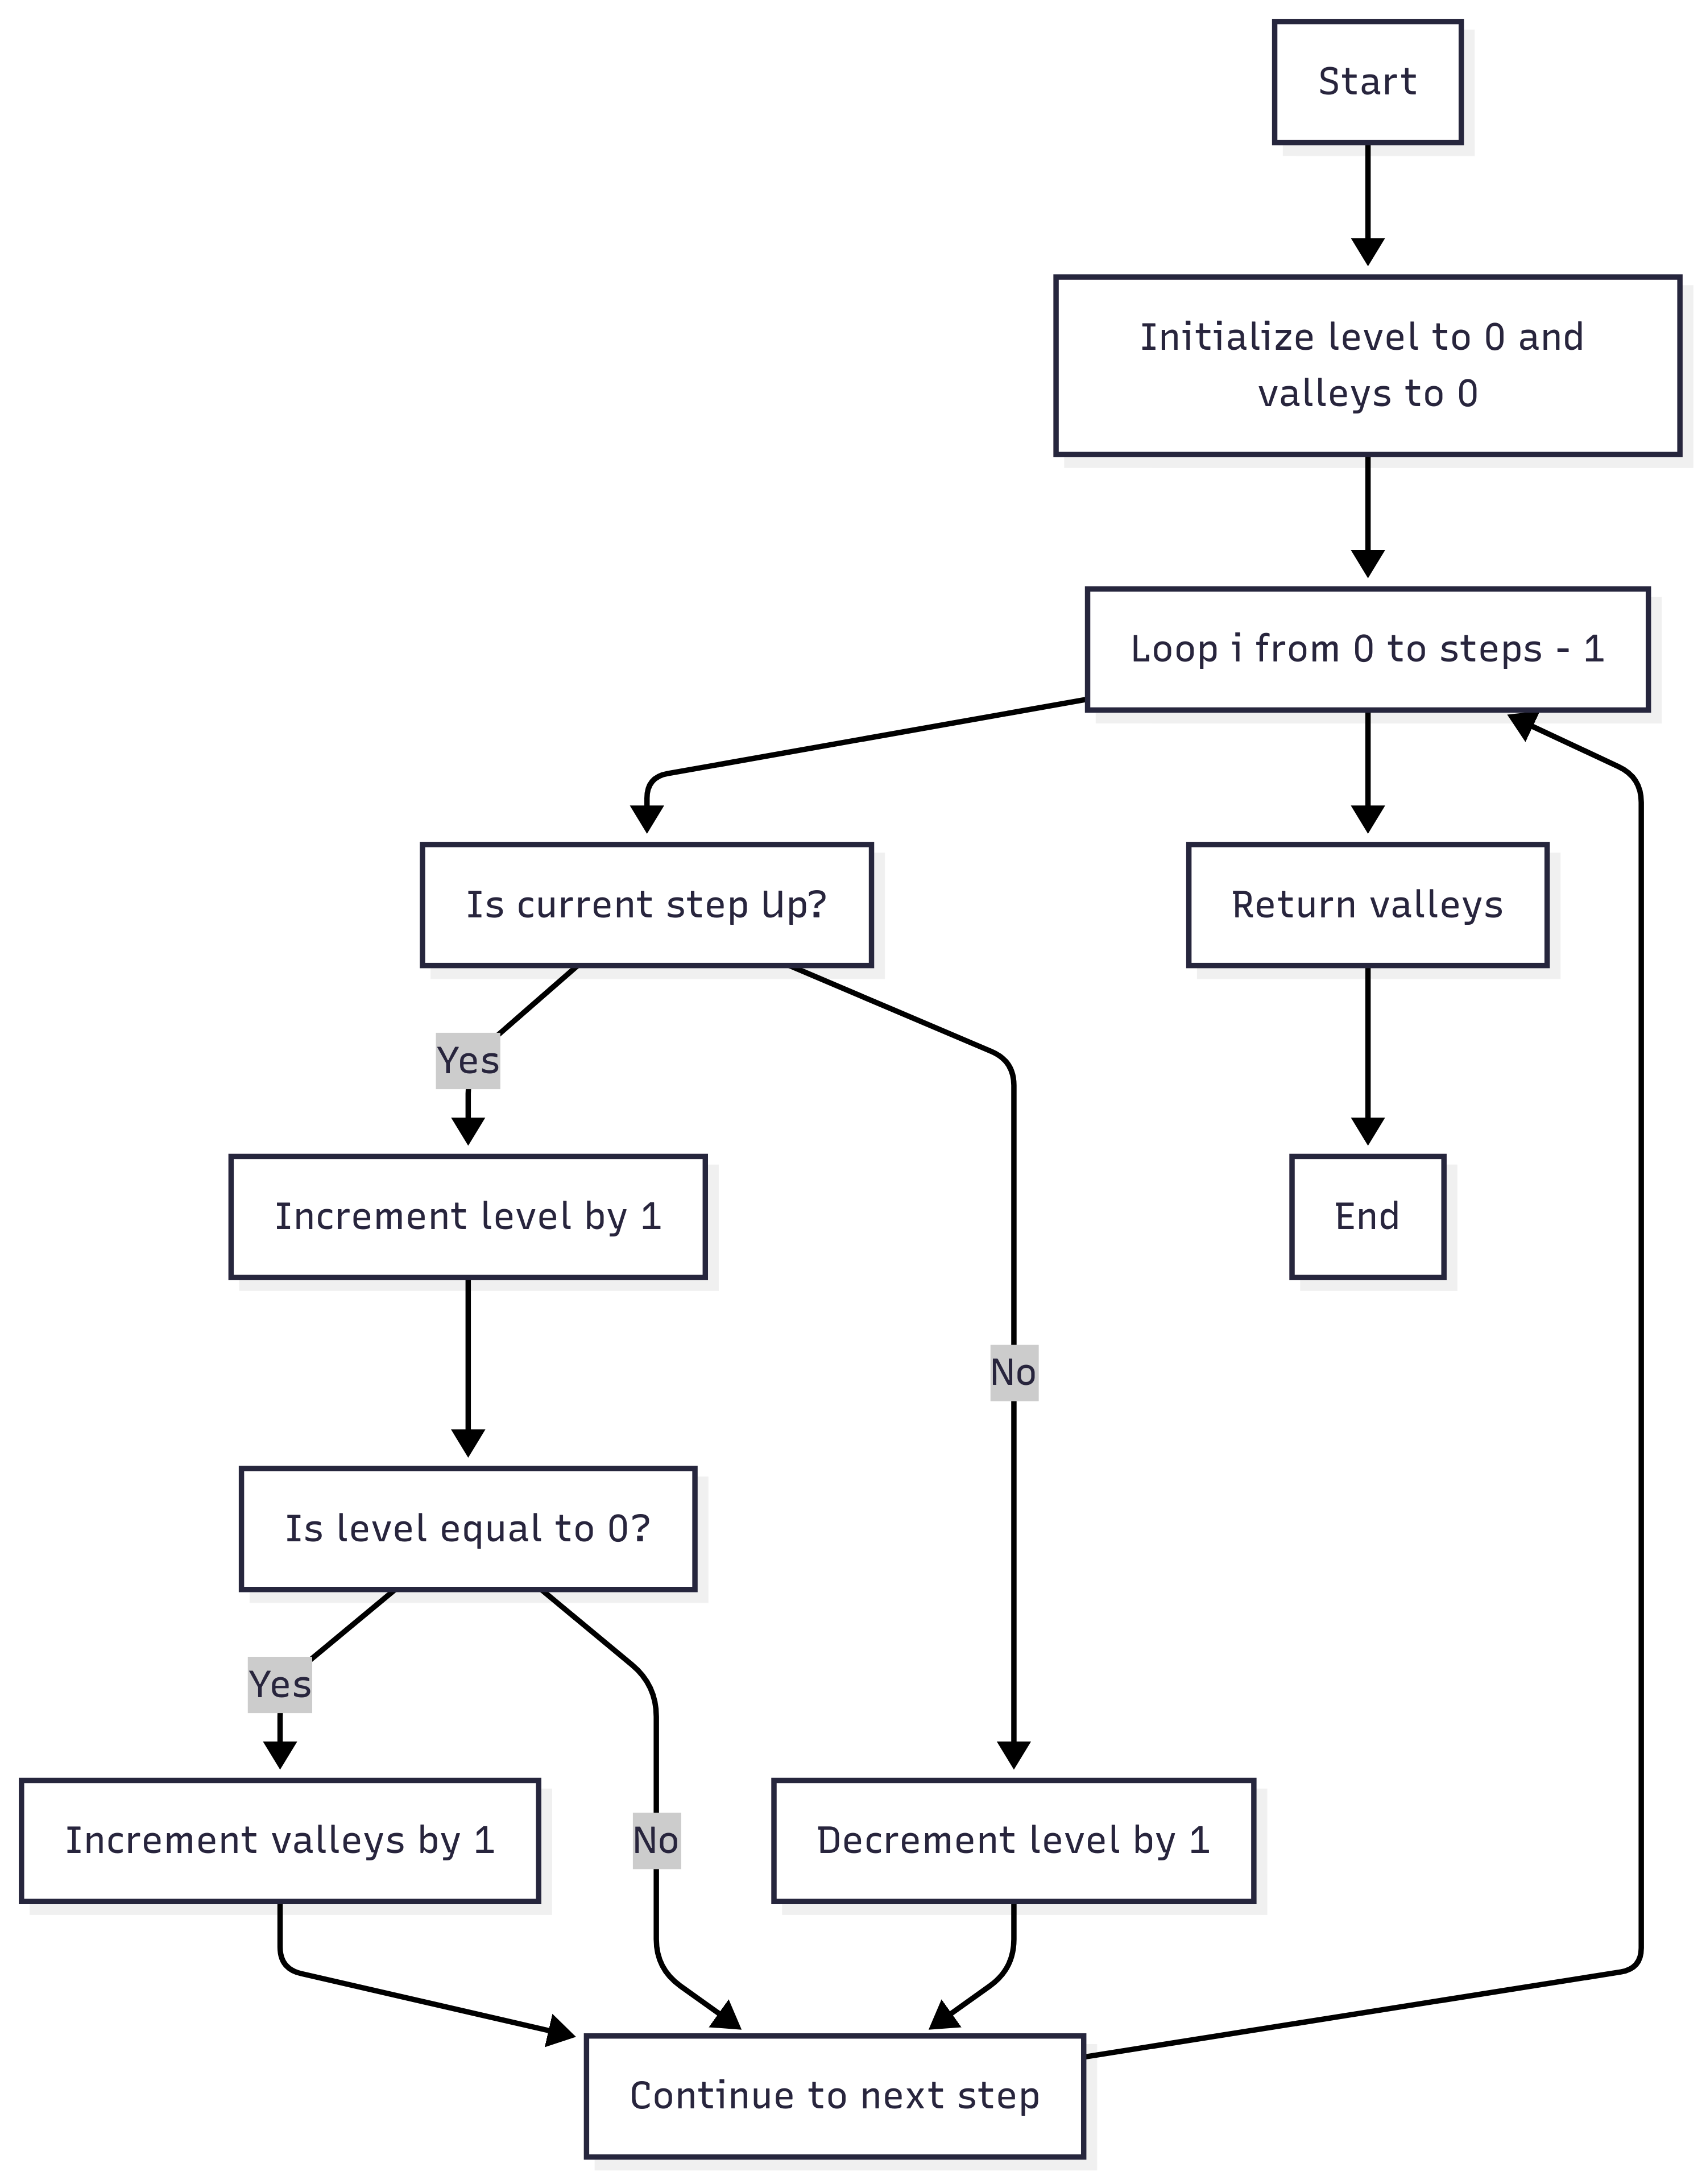 Start
Initialize level to 0 and
valleys to 0
Loop i from 0 to steps - 1
Is current step Up?
Return valleys
Yes
Increment level by 1
End
No
Is level equal to 0?
Yes
Increment valleys by 1
No
Decrement level by 1
Continue to next step